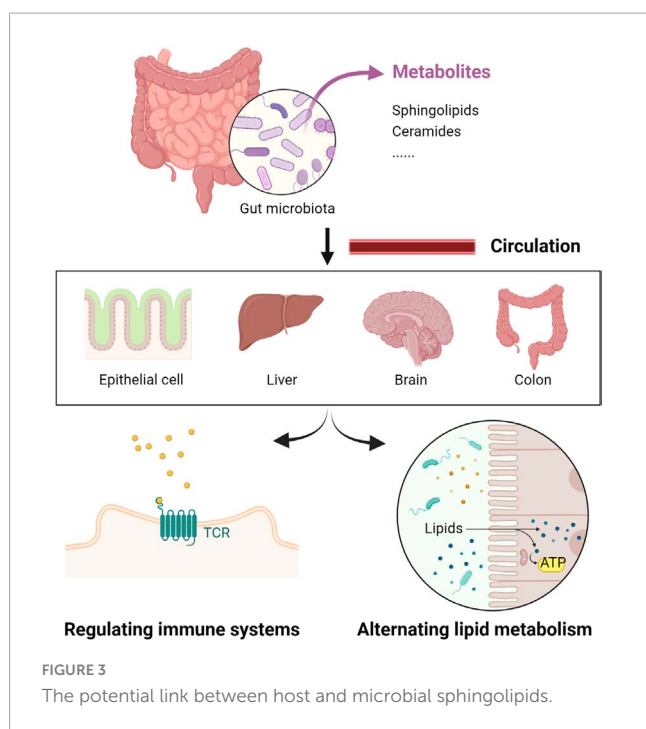 Metabolites
Sphingolipids
Ceramides
......
Gut microbiota
Circulation
Epithelial cell
Liver
Brain
Colon
TCR
Lipids
ATP
Regulating immune systems
Alternating lipid metabolism
FIGURE 3
The potential link between host and microbial sphingolipids.